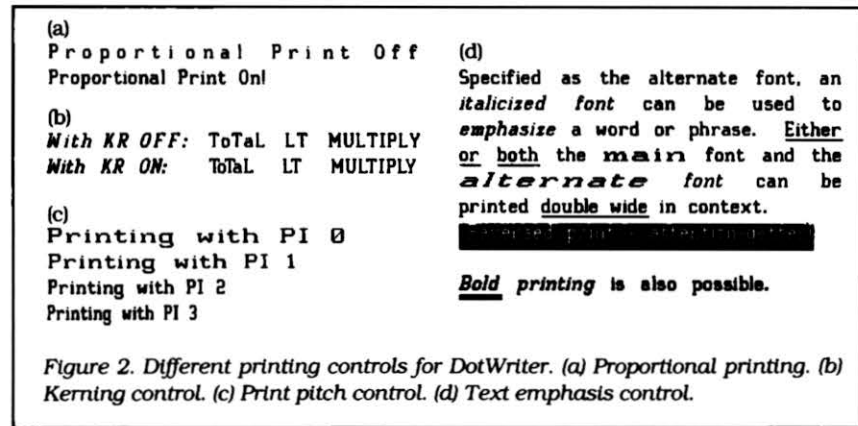 (a)
Proportional Print Off
Proportional Print On!
(b)
With KR OFF: ToTaL LT MULTIPLY
With KR ON: ToTaL LT MULTIPLY
(c)
Printing with PI 0
Printing with PI 1
Printing with PI 2
Printing with PI 3
(d)
Specified as the alternate font, an
italicized font can be used to
emphasize a word or phrase. Either
or both the main font and the
alternate font can be
printed double wide in context.
Bold printing is also possible.
Figure 2. Different printing controls for DotWriter. (a) Proportional printing. (b)
Kerning control. (c) Print pitch control. (d) Text emphasis control.